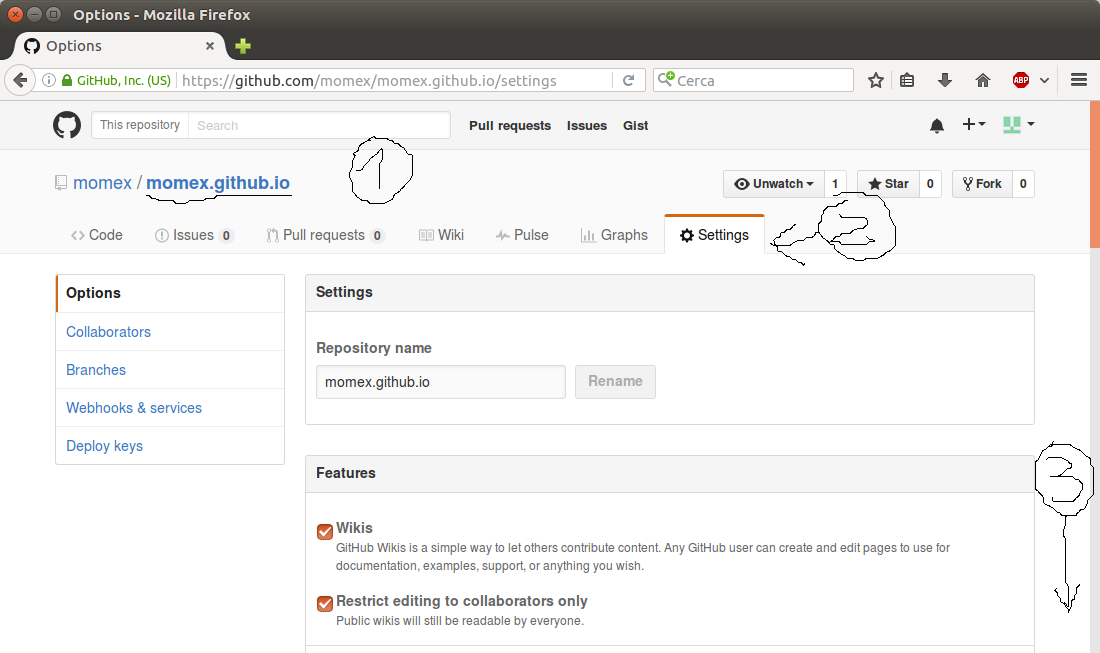 Options - Mozilla Firefox
Options
GitHub, Inc. (US) https://github.com/momex/momex.github.io/settings Cerca ABP
This repository Search Pull requests Issues Gist
1
momex / momex.github.io Unwatch 1 Star 0 Fork 0
2
Code Issues 0 Pull requests 0 Wiki Pulse Graphs Settings
Options
Collaborators
Branches
Webhooks & services
Deploy keys
Settings
Repository name
momex.github.io Rename
3
Features
Wikis
GitHub Wikis is a simple way to let others contribute content. Any GitHub user can create and edit pages to use for
documentation, examples, support, or anything you wish.
Restrict editing to collaborators only
Public wikis will still be readable by everyone.